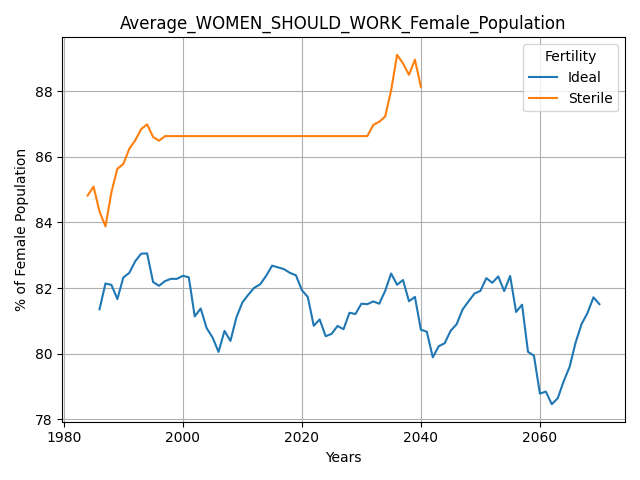 Average_WOMEN_SHOULD_WORK_Female_Population
Fertility
Ideal
Sterile
% of Female Population
88
86
84
82
80
78
1980
2000
2020
2040
2060
Years